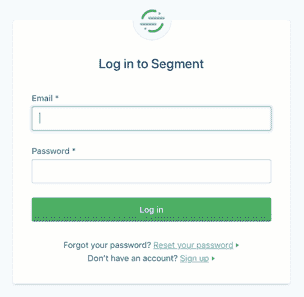 Log in to Segment
Email *
Password *
Log in
Forgot your password? Reset your password
Don't have an account? Sign up